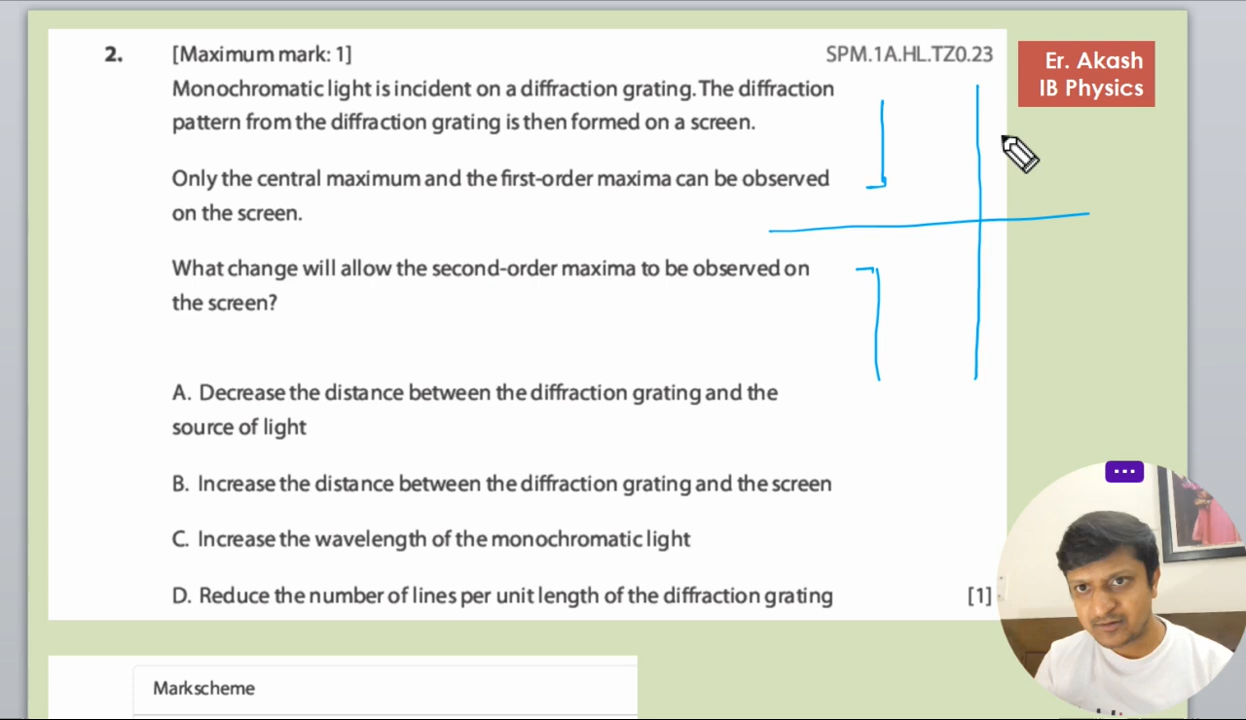 2. [Maximum mark: 1] SPM.1A.HL.TZ0.23
Er. Akash
IB Physics
Monochromatic light is incident on a diffraction grating. The diffraction
pattern from the diffraction grating is then formed on a screen.
Only the central maximum and the first-order maxima can be observed
on the screen.
What change will allow the second-order maxima to be observed on
the screen?
A. Decrease the distance between the diffraction grating and the
source of light
B. Increase the distance between the diffraction grating and the screen
C. Increase the wavelength of the monochromatic light
D. Reduce the number of lines per unit length of the diffraction grating [1]
Markscheme